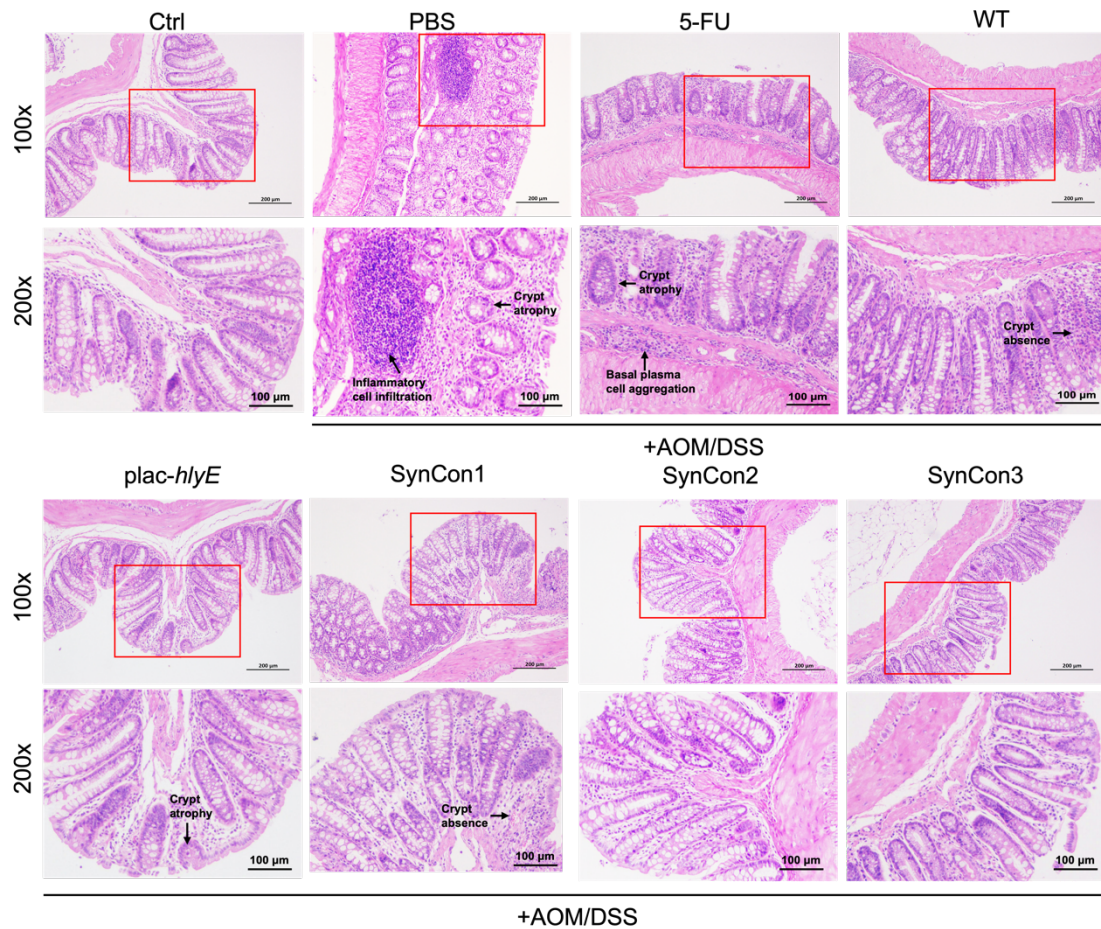 Ctrl
PBS
5-FU
WT
100x
200 µm
200 µm
200 µm
200 µm
200x
Crypt
atrophy
Inflammatory
cell infiltration
100 µm
Crypt
atrophy
Basal plasma
cell aggregation
100 µm
Crypt
absence
100 µm
100 µm
+AOM/DSS
plac-hlyE
SynCon1
SynCon2
SynCon3
100x
200 µm
200 µm
200 µm
200 µm
200x
Crypt
atrophy
100 µm
Crypt
absence
100 µm
100 µm
100 µm
+AOM/DSS